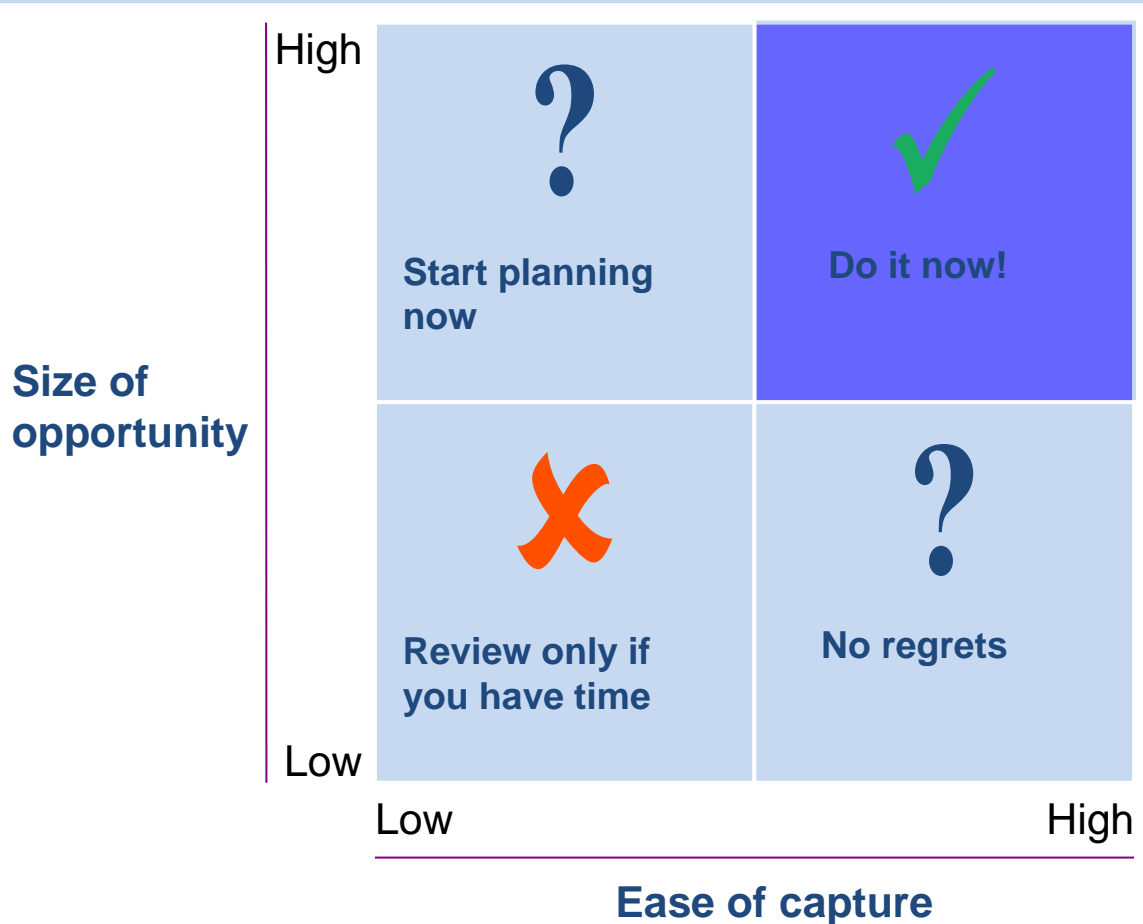 High
?
✓
Start planning
now
Do it now!
Size of
opportunity
✘
?
Review only if
you have time
No regrets
Low
Low
High
Ease of capture